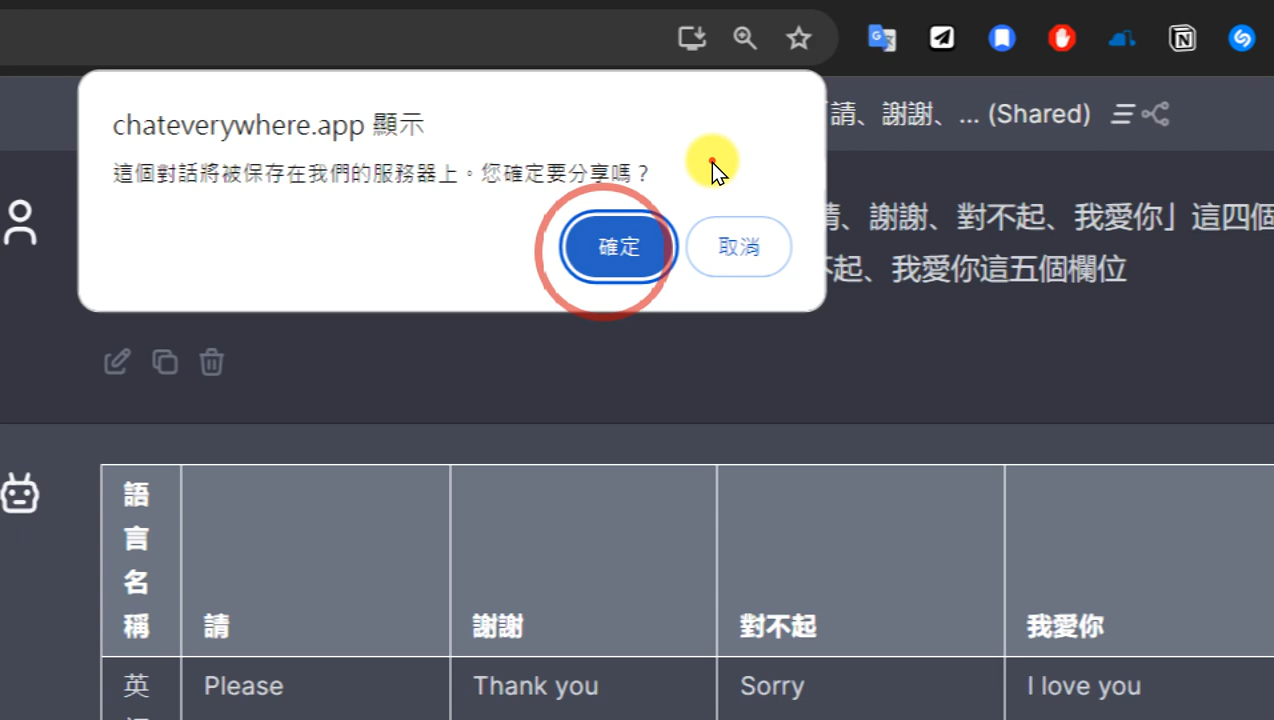 chateverywhere.app 顯示
這個對話將被保存在我們的服務器上。您確定要分享嗎？
確定
取消
「請、謝謝、... (Shared)
請、謝謝、對不起、我愛你」這四個
不起、我愛你這五個欄位
語言名稱
請
謝謝
對不起
我愛你
英
Please
Thank you
Sorry
I love you